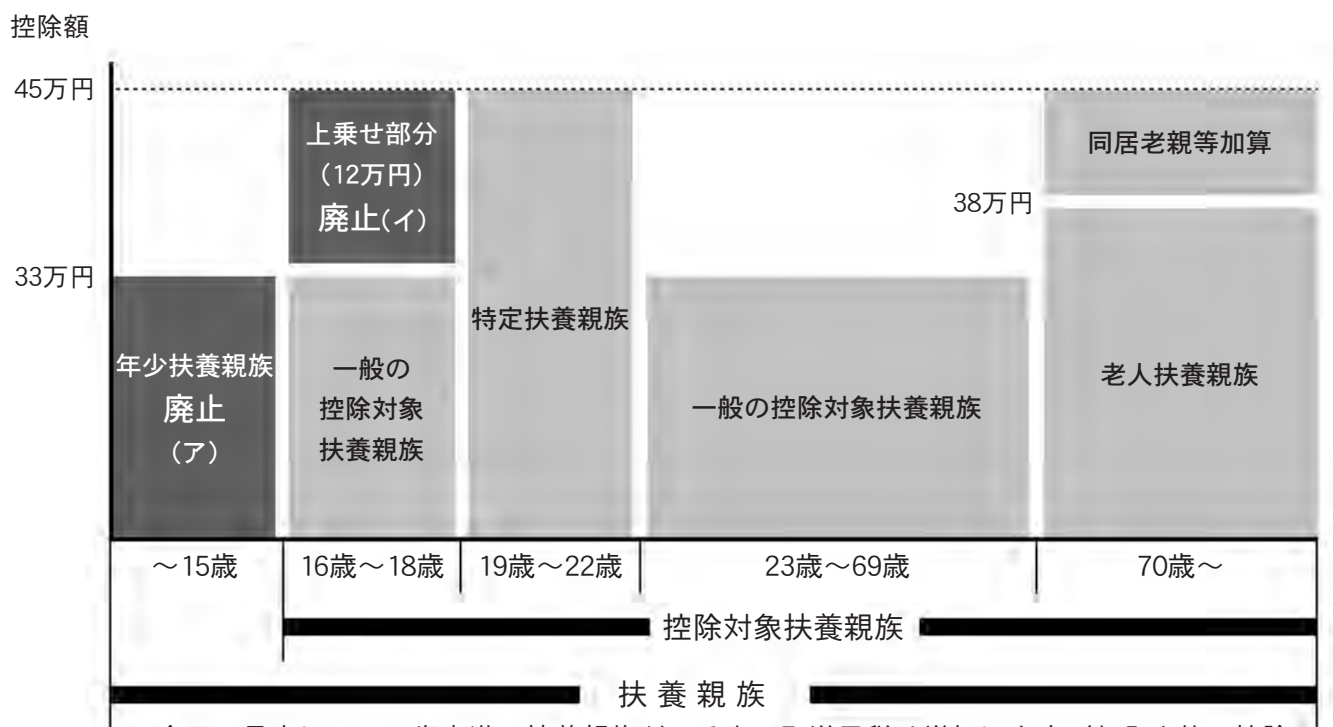 控除額
45万円
上乗せ部分
（12万円）
廃止（イ）
同居老親等加算
38万円
33万円
特定扶養親族
年少扶養親族
廃止
（ア）
一般の
控除対象
扶養親族
一般の控除対象扶養親族
老人扶養親族
～15歳
16歳～18歳
19歳～22歳
23歳～69歳
70歳～
控除対象扶養親族
扶養親族